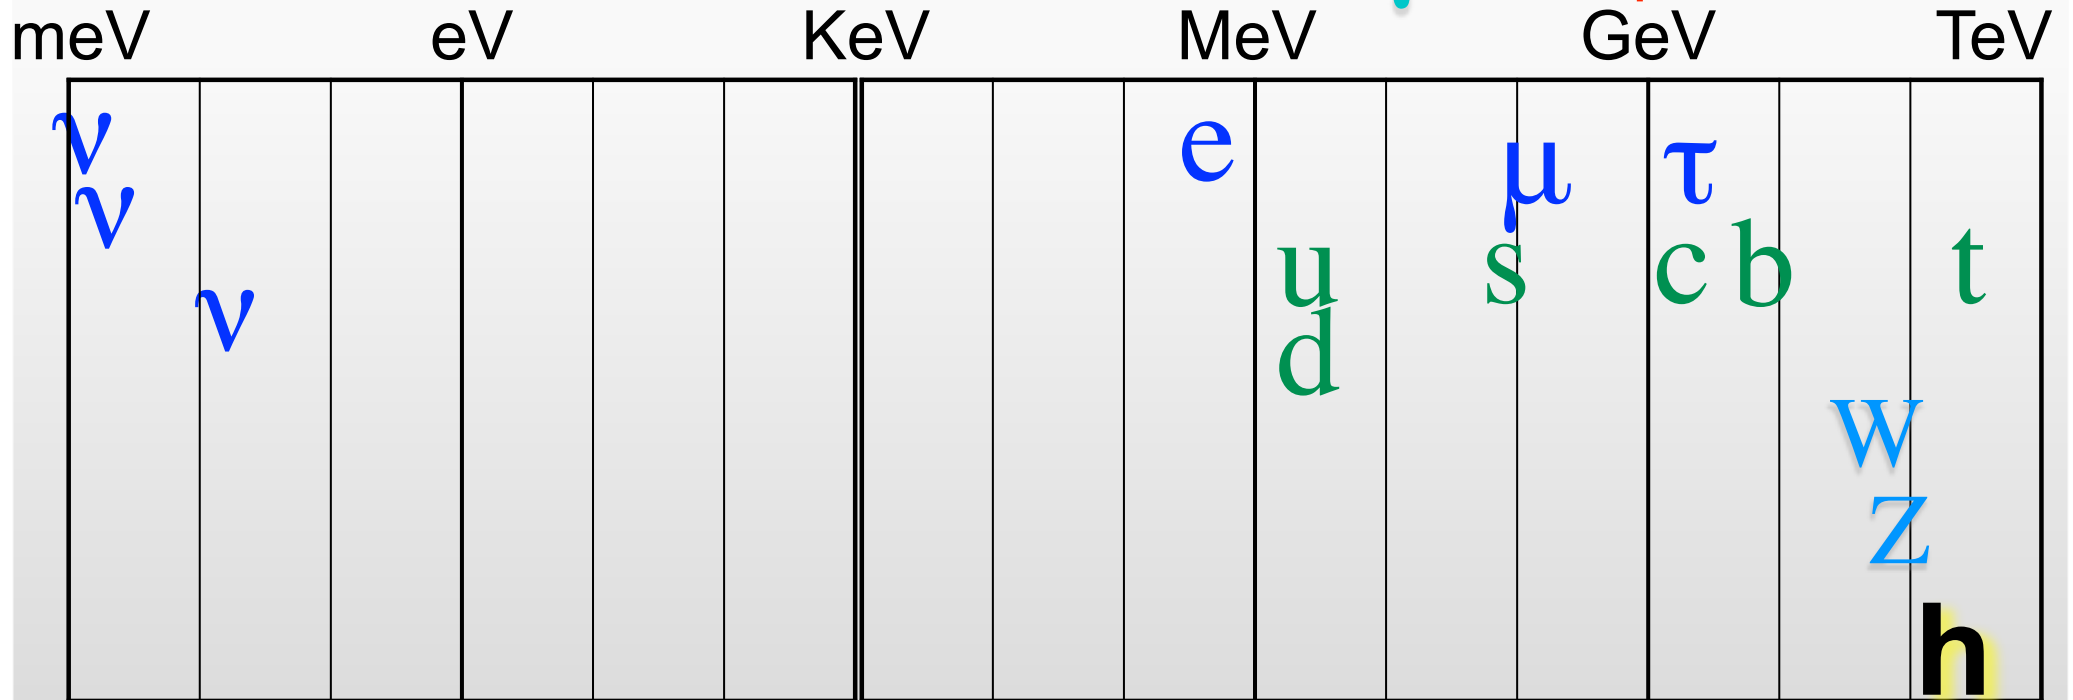 meV eV KeV MeV GeV TeV
ν e μ τ
ν u s c b t
ν d
W
Z
h